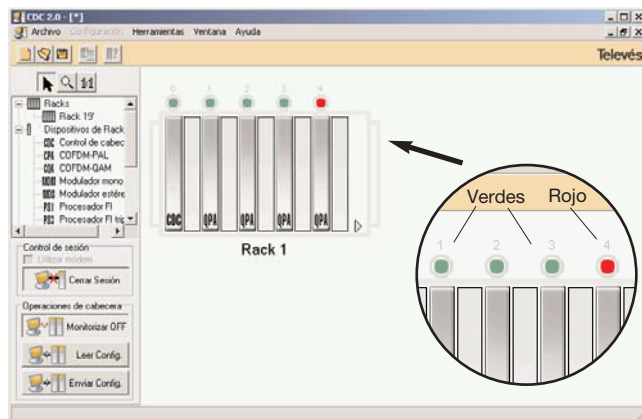 CDC 2.0 - [*]
Archivo Configuración Herramientas Ventana Ayuda
Televés
Racks
Rack 19'
Dispositivos de Rack
CDC Control de cabec
CPA COFDM-PAL
CQA COFDM-QAM
Modulador mono
Modulador estére
PS1 Procesador FI
PS2 Procesador FI trip
Control de sesión
Utilizar módem
Cerrar Sesión
Operaciones de cabecera
Monitorizar OFF
Leer Config.
Enviar Config.
0 1 2 3 4
CDC QPA QPA QPA QPA
Rack 1
Verdes Rojo
1 2 3 4